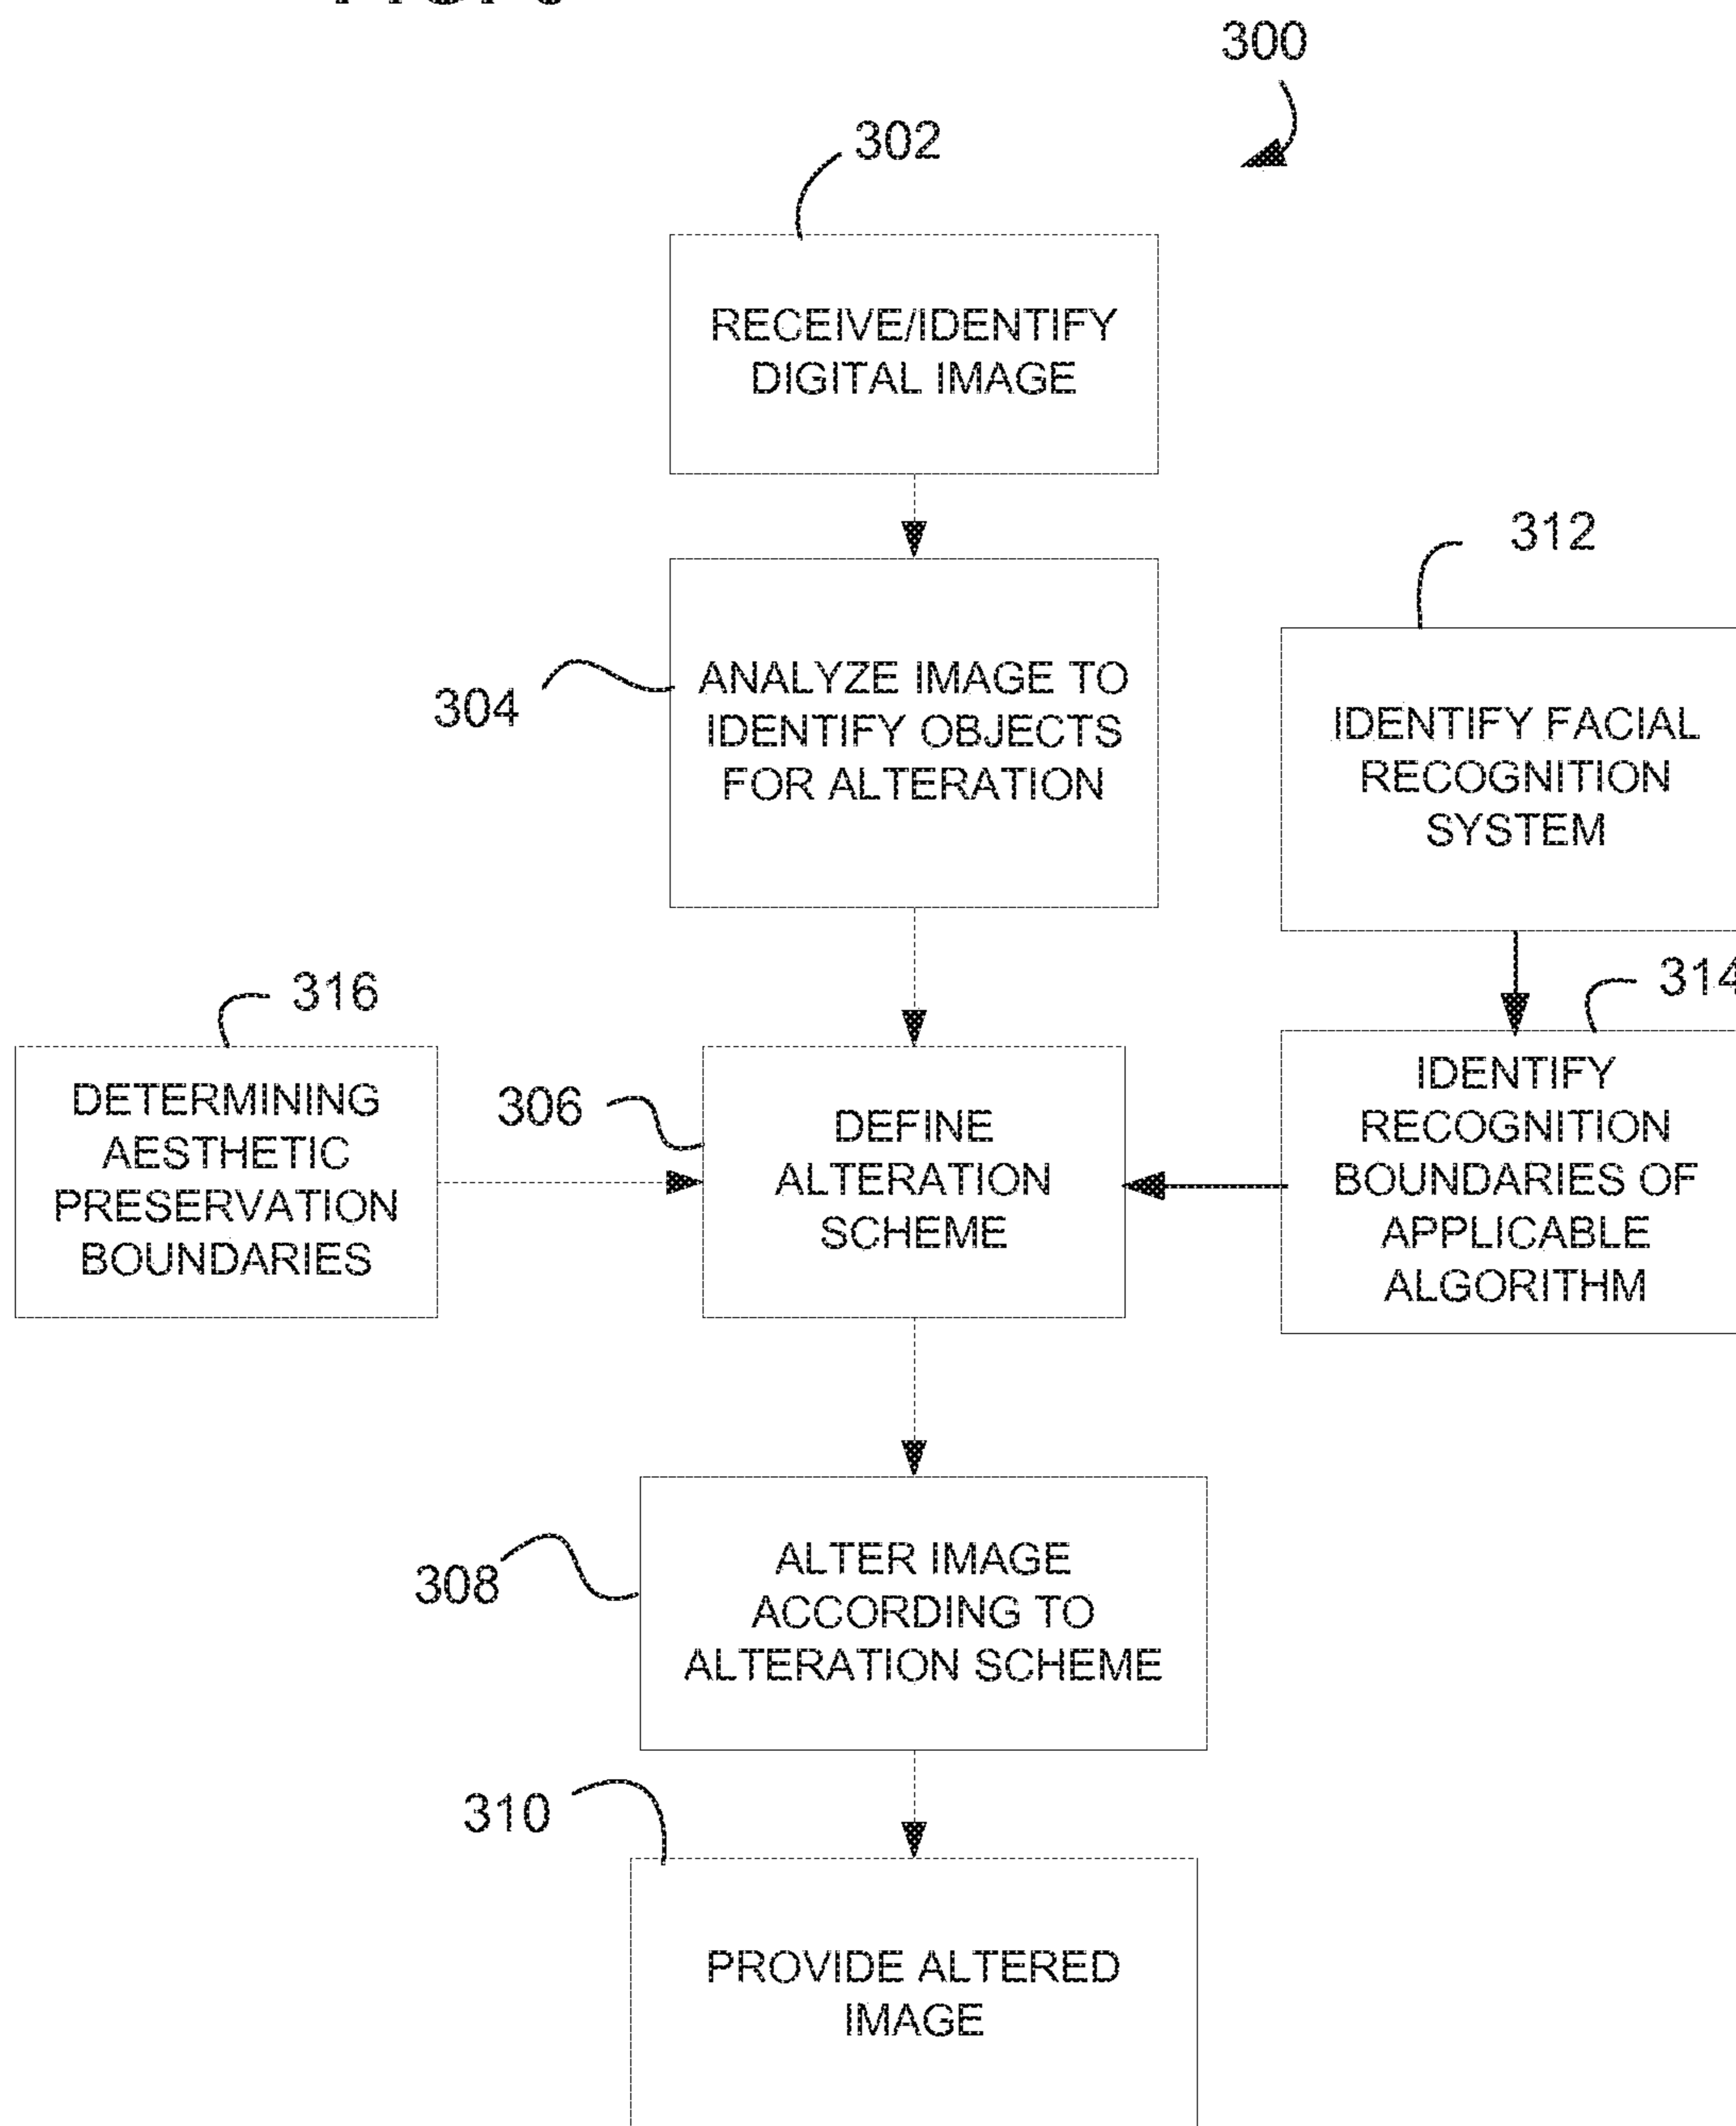 300
302
RECEIVE/IDENTIFY
DIGITAL IMAGE
304
ANALYZE IMAGE TO
IDENTIFY OBJECTS
FOR ALTERATION
312
IDENTIFY FACIAL
RECOGNITION
SYSTEM
316
DETERMINING
AESTHETIC
PRESERVATION
BOUNDARIES
306
DEFINE
ALTERATION
SCHEME
314
IDENTIFY
RECOGNITION
BOUNDARIES OF
APPLICABLE
ALGORITHM
308
ALTER IMAGE
ACCORDING TO
ALTERATION SCHEME
310
PROVIDE ALTERED
IMAGE